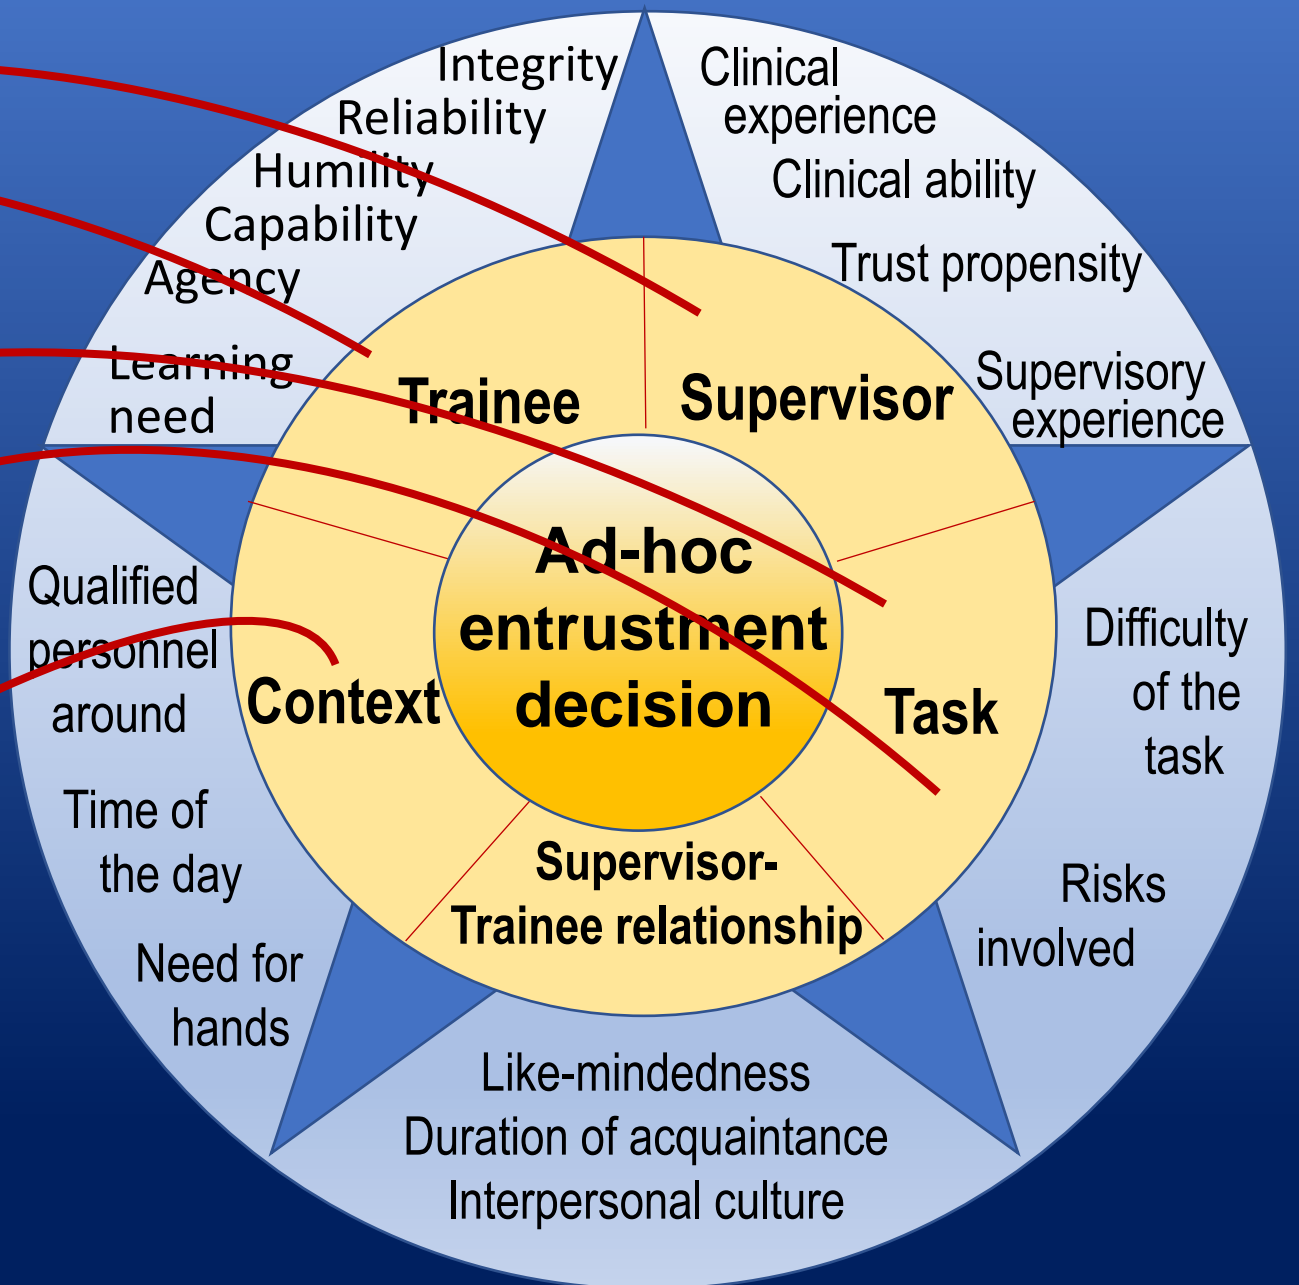 Integrity
Reliability
Humility
Capability
Agency
Learning
need
Clinical
experience
Clinical ability
Trust propensity
Supervisory
experience
Trainee
Supervisor
Ad-hoc
entrustment
decision
Context
Task
Supervisor-
Trainee relationship
Qualified
personnel
around
Time of
the day
Need for
hands
Difficulty
of the
task
Risks
involved
Like-mindedness
Duration of acquaintance
Interpersonal culture